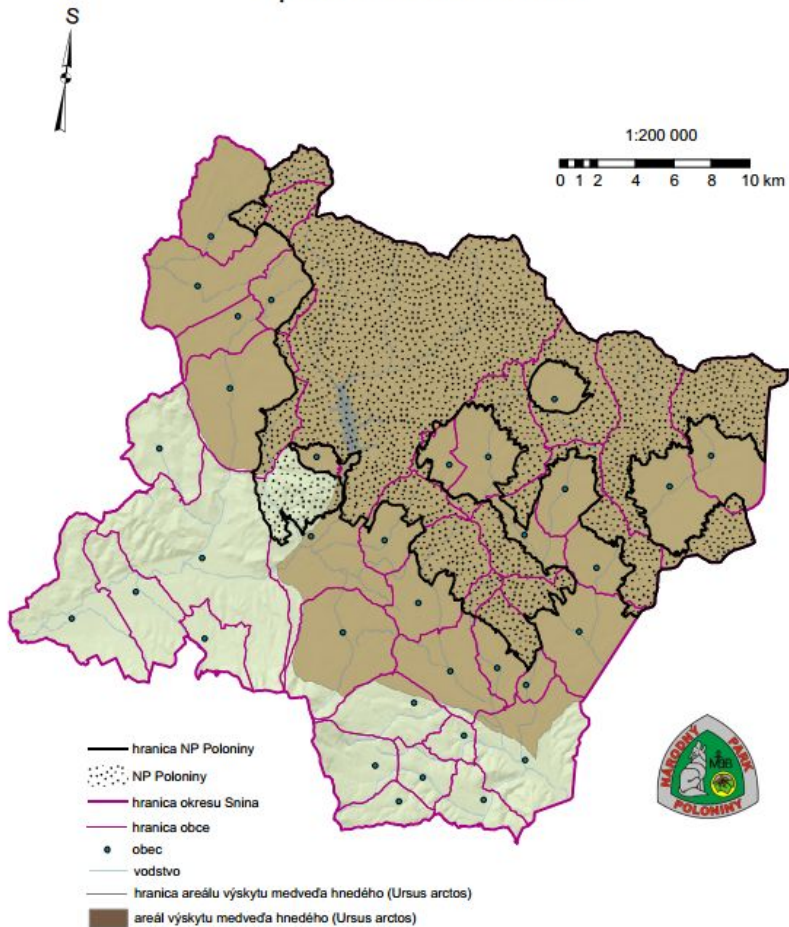 S
1:200 000
0 1 2 4 6 8 10 km
hranica NP Poloniny
NP Poloniny
hranica okresu Snina
hranica obce
obec
vodstvo
hranica areálu výskytu medveďa hnedého (Ursus arctos)
areál výskytu medveďa hnedého (Ursus arctos)
NÁRODNÝ PARK
POLONINY